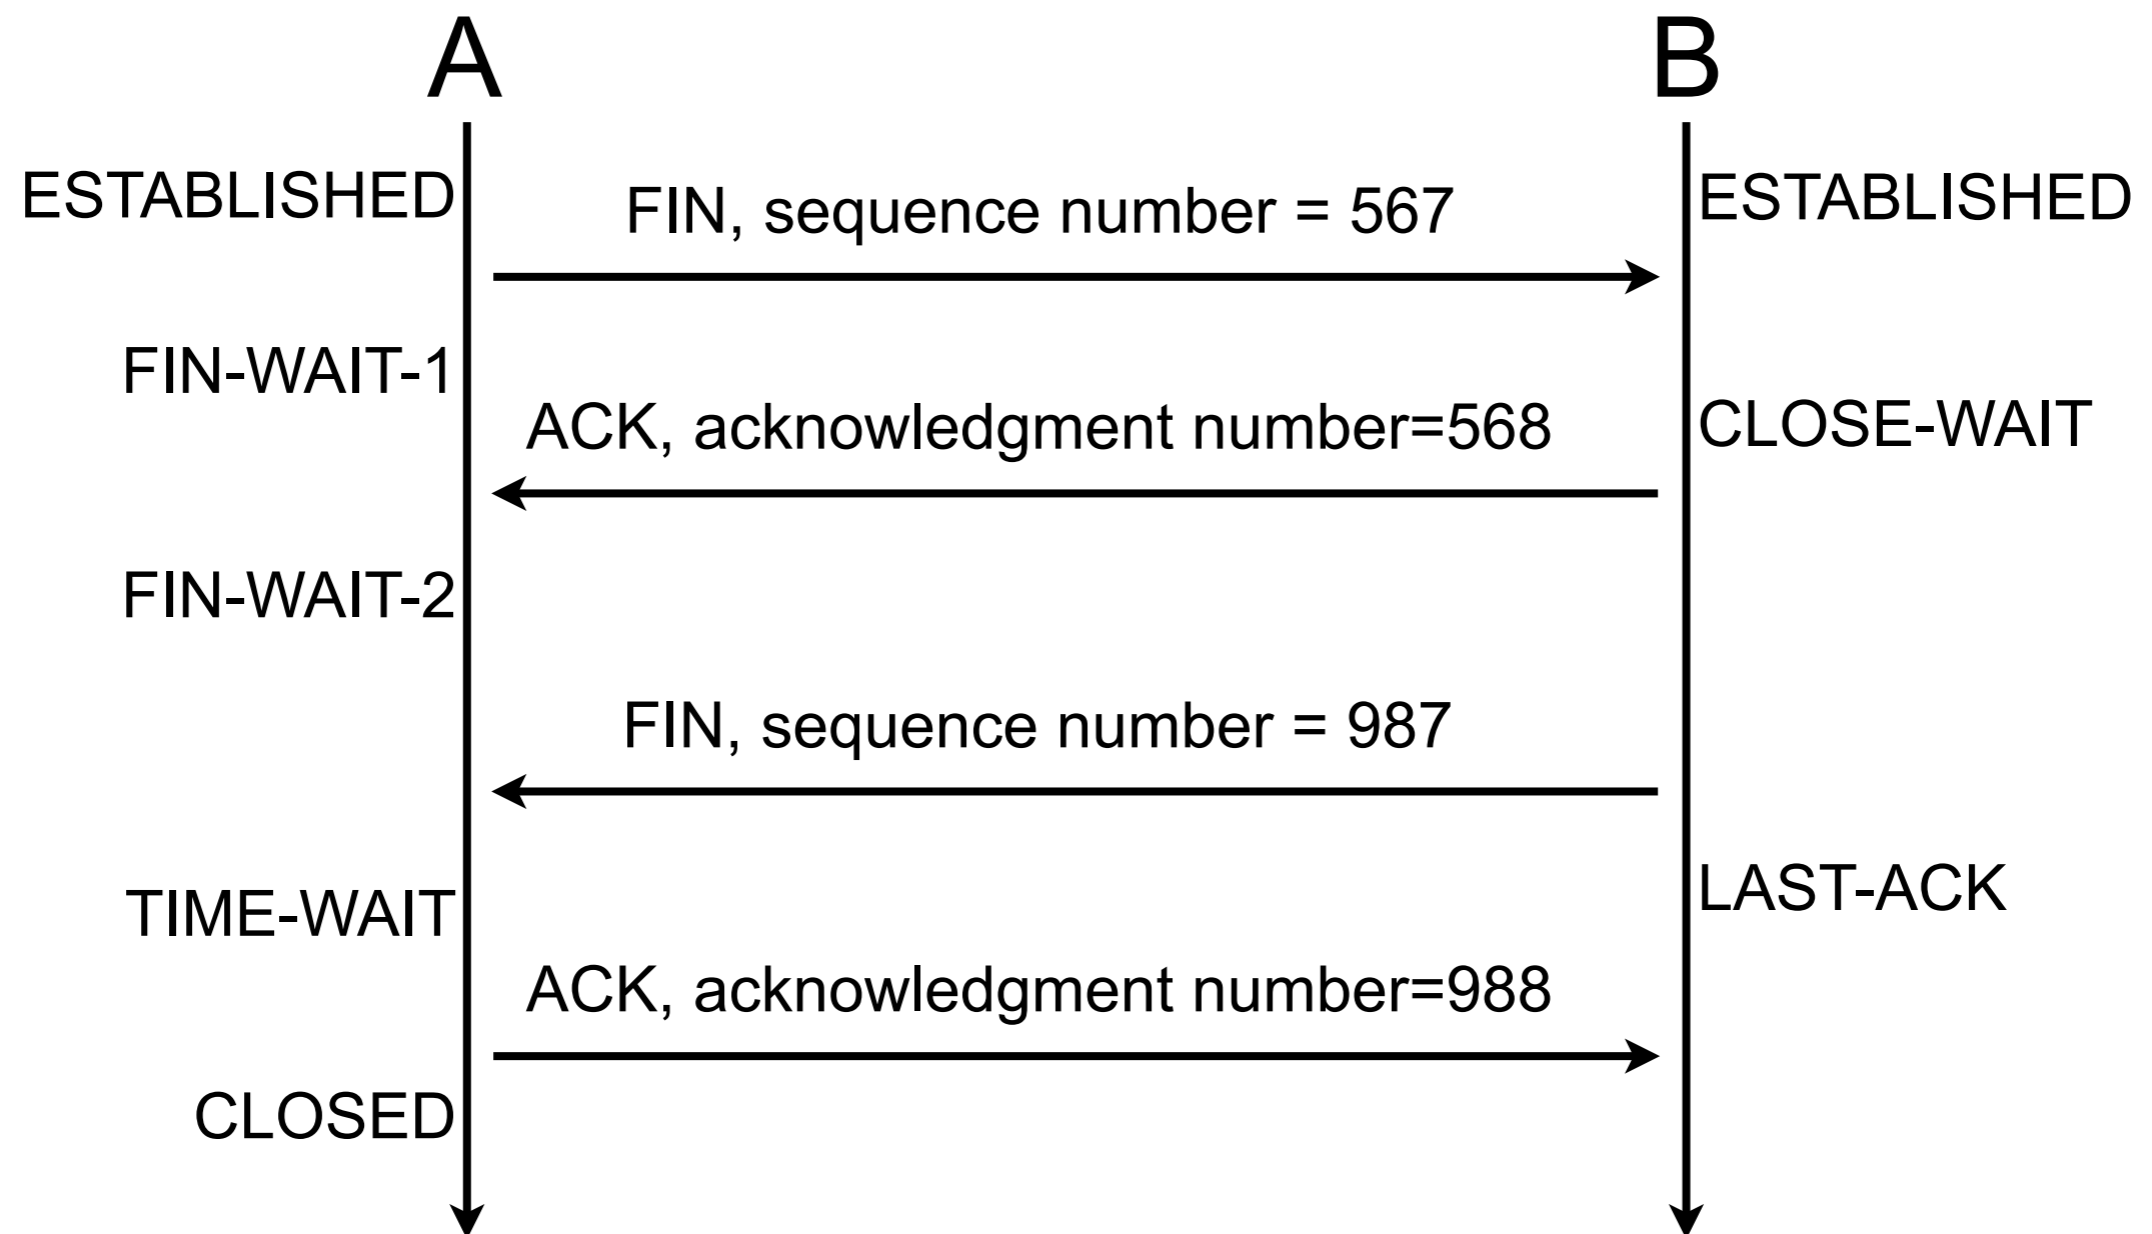 A
B
ESTABLISHED
FIN, sequence number = 567
ESTABLISHED
FIN-WAIT-1
ACK, acknowledgment number=568
CLOSE-WAIT
FIN-WAIT-2
FIN, sequence number = 987
TIME-WAIT
LAST-ACK
ACK, acknowledgment number=988
CLOSED